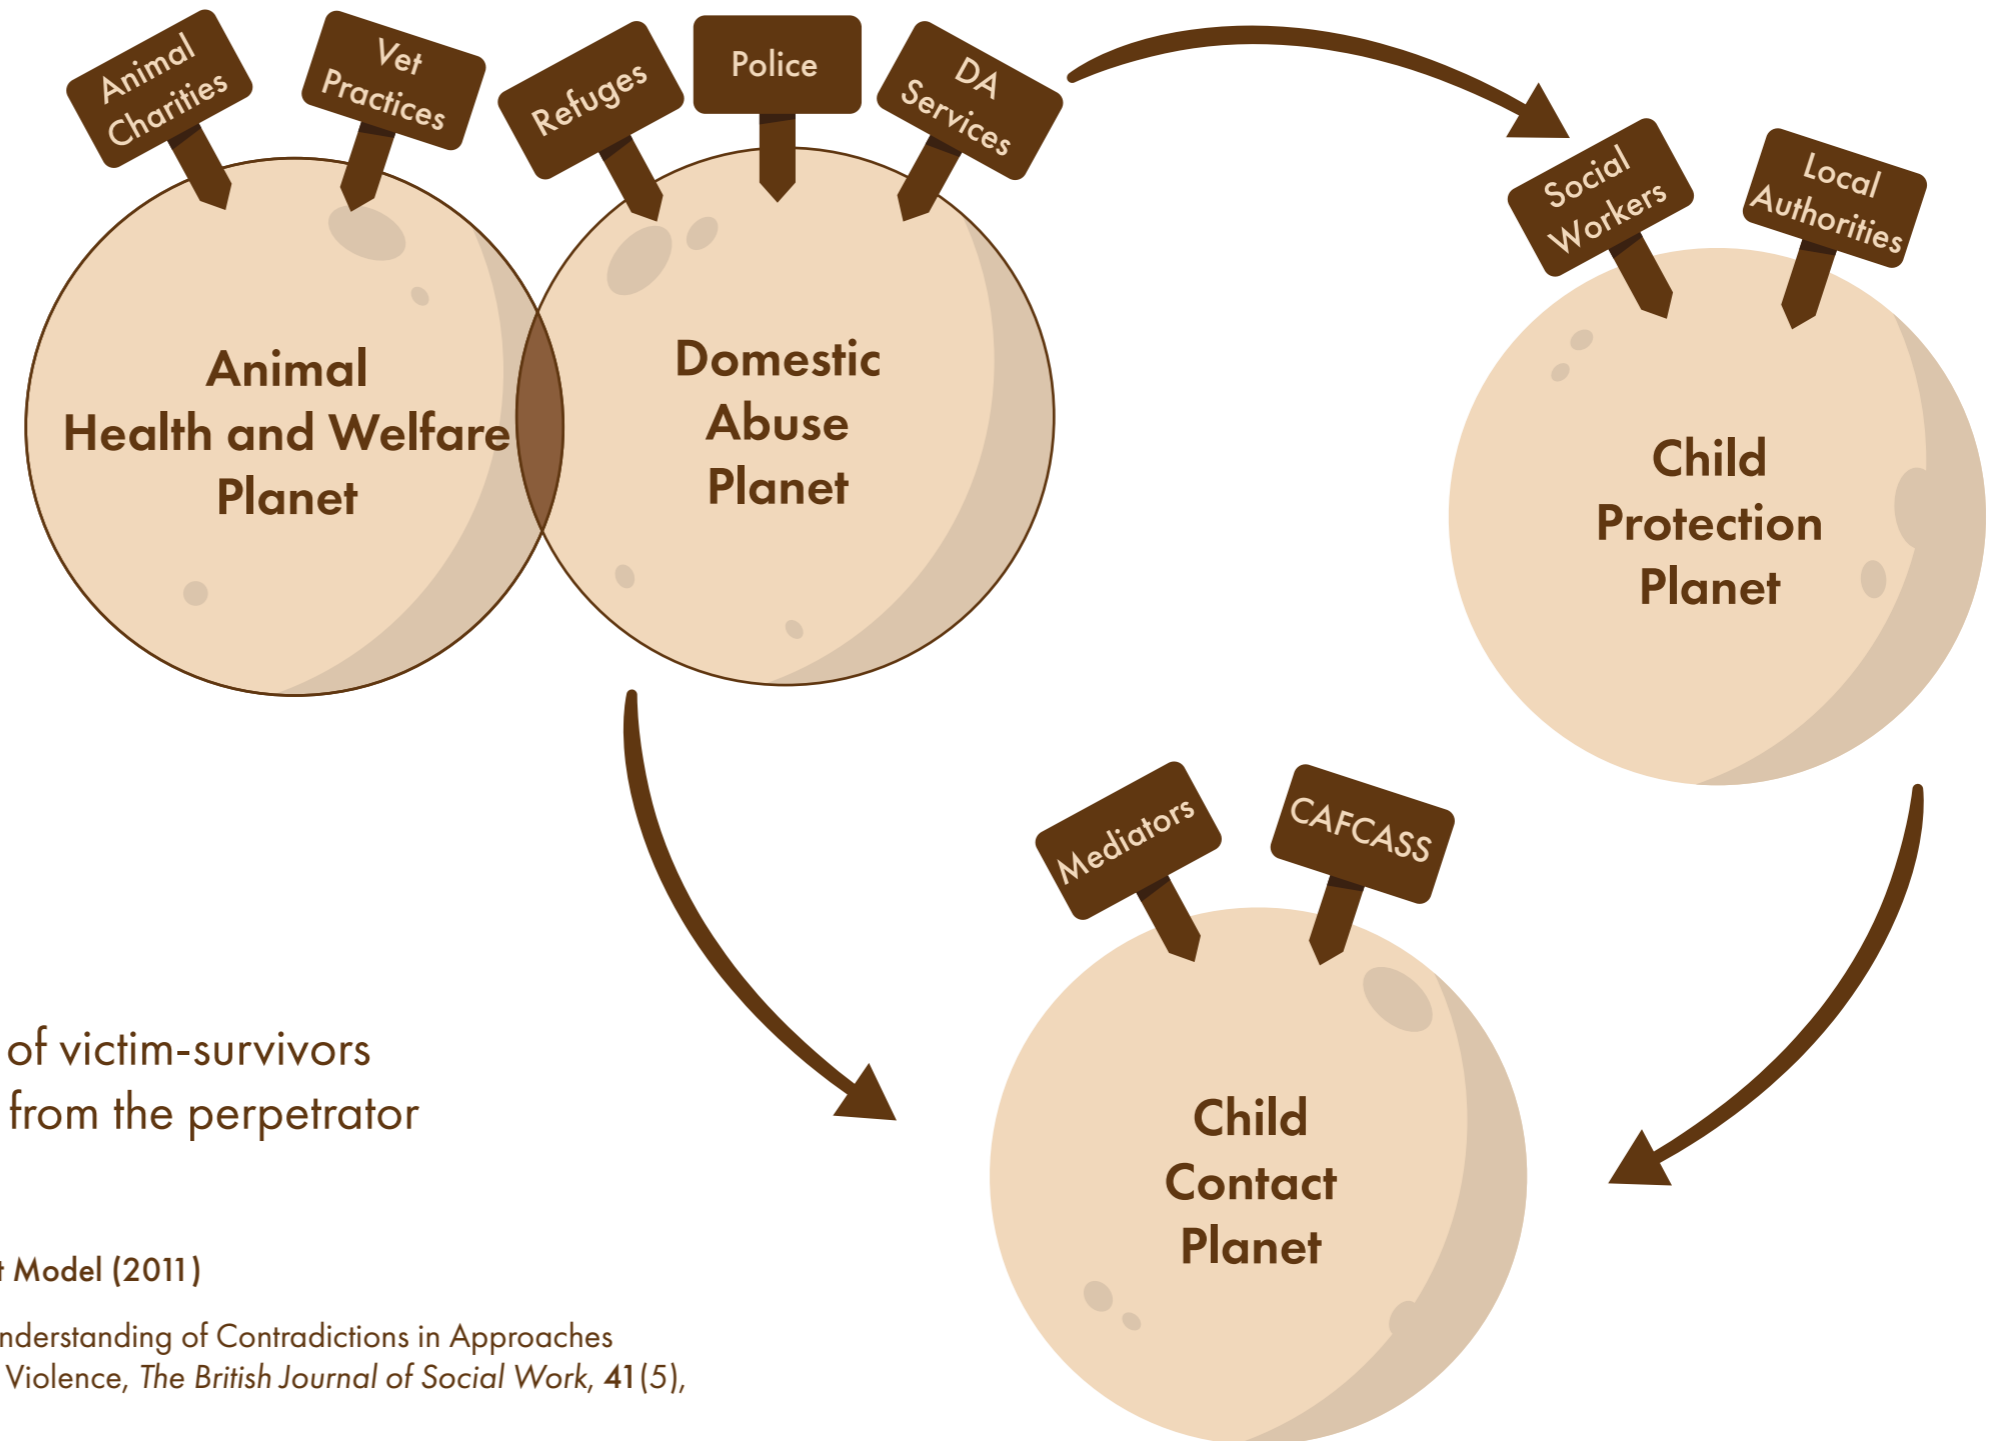 Animal
Charities
Vet
Practices
Refuges
Police
DA
Services
Social
Workers
Local
Authorities
Animal
Health and Welfare
Planet
Domestic
Abuse
Planet
Child
Protection
Planet
Mediators
CAFCASS
Child
Contact
Planet
of victim-survivors
from the perpetrator
Model (2011)
of Contradictions in Approaches
Violence, The British Journal of Social Work, 41(5),